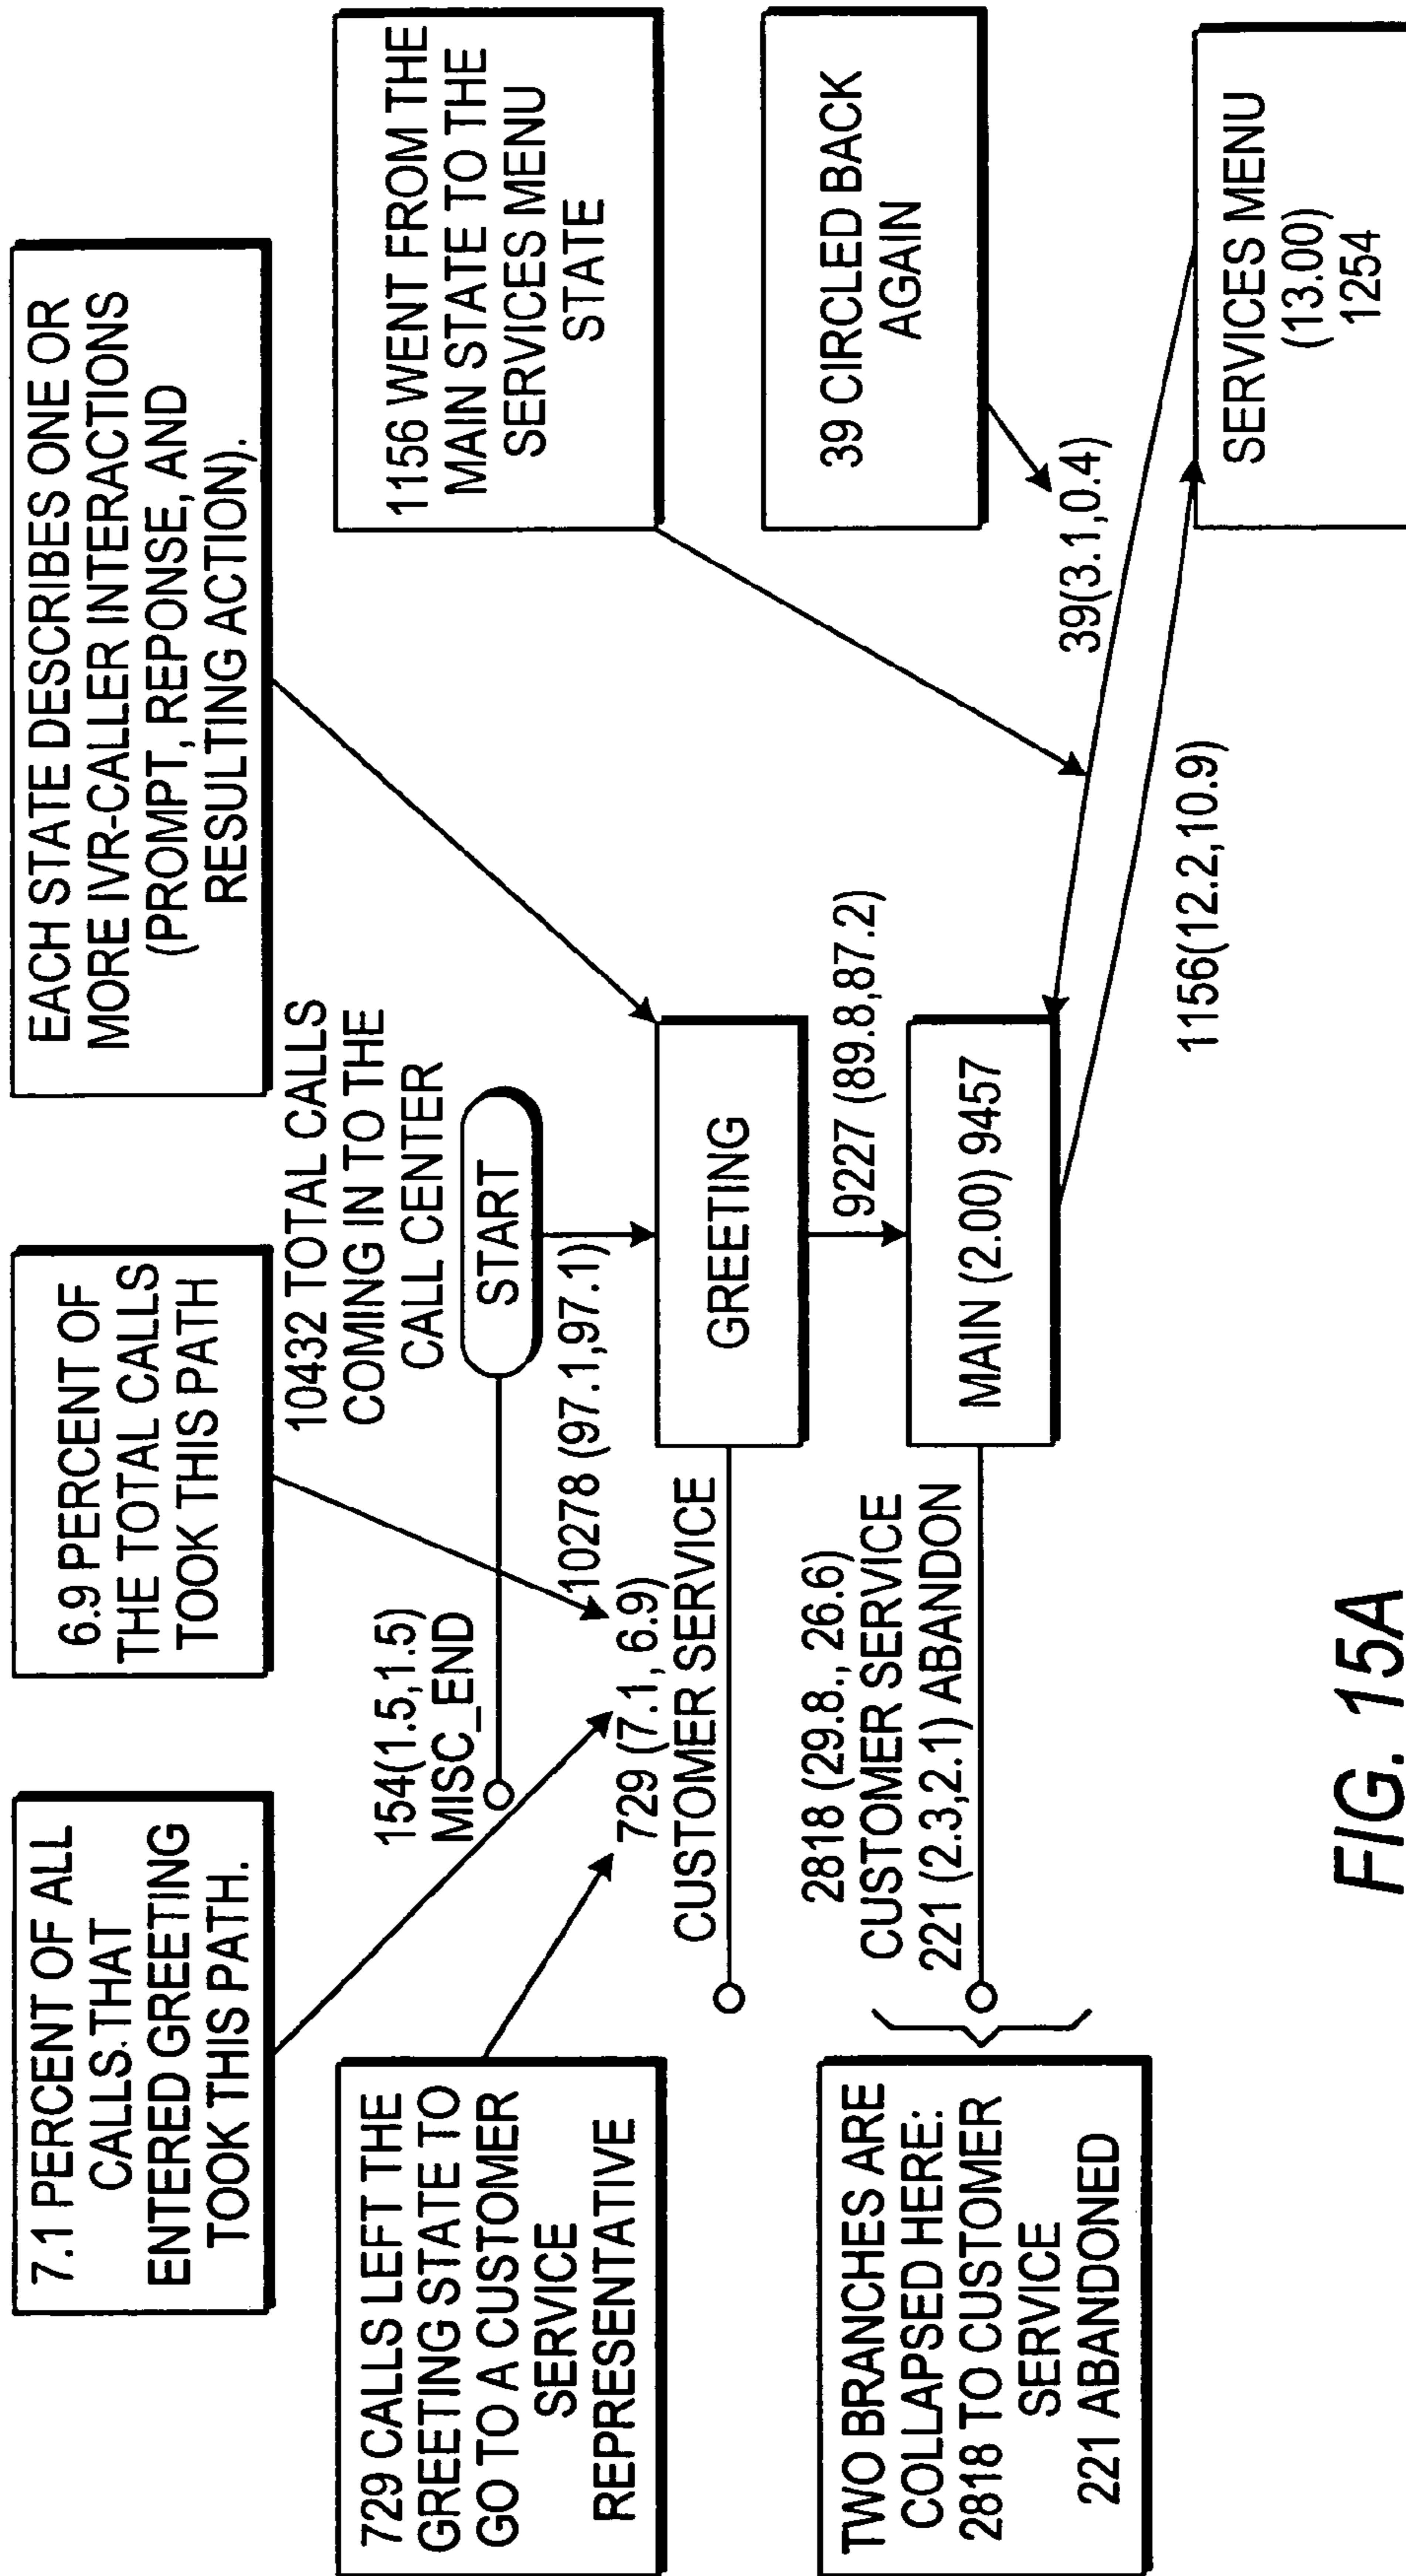 7.1 PERCENT OF ALL
CALLS.THAT
ENTERED GREETING
TOOK THIS PATH.
6.9 PERCENT OF
THE TOTAL CALLS
TOOK THIS PATH
EACH STATE DESCRIBES ONE OR
MORE IVR-CALLER INTERACTIONS
(PROMPT, REPONSE, AND
RESULTING ACTION).
10432 TOTAL CALLS
COMING IN TO THE
CALL CENTER
154(1.5,1.5)
MISC_END
START
10278 (97.1,97.1)
729 CALLS LEFT THE
GREETING STATE TO
GO TO A CUSTOMER
SERVICE
REPRESENTATIVE
729 (7.1, 6.9)
CUSTOMER SERVICE
GREETING
1156 WENT FROM THE
MAIN STATE TO THE
SERVICES MENU
STATE
9227 (89.8,87.2)
39 CIRCLED BACK
AGAIN
TWO BRANCHES ARE
COLLAPSED HERE:
2818 TO CUSTOMER
SERVICE
221 ABANDONED
2818 (29.8., 26.6)
CUSTOMER SERVICE
221 (2.3,2.1) ABANDON
MAIN (2.00) 9457
39(3.1,0.4)
1156(12.2,10.9)
SERVICES MENU
(13.00)
1254
FIG. 15A